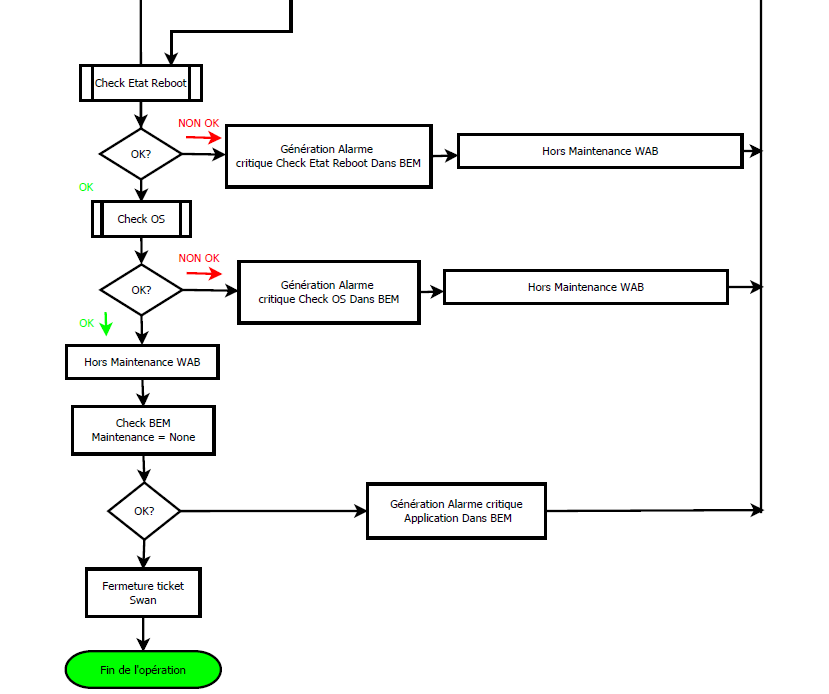 Check Etat Reboot
NON OK
OK?
Génération Alarme
critique Check Etat Reboot Dans BEM
Hors Maintenance WAB
OK
Check OS
NON OK
OK?
Génération Alarme
critique Check OS Dans BEM
Hors Maintenance WAB
OK
Hors Maintenance WAB
Check BEM
Maintenance = None
OK?
Génération Alarme critique
Application Dans BEM
Fermeture ticket
Swan
Fin de l'opération